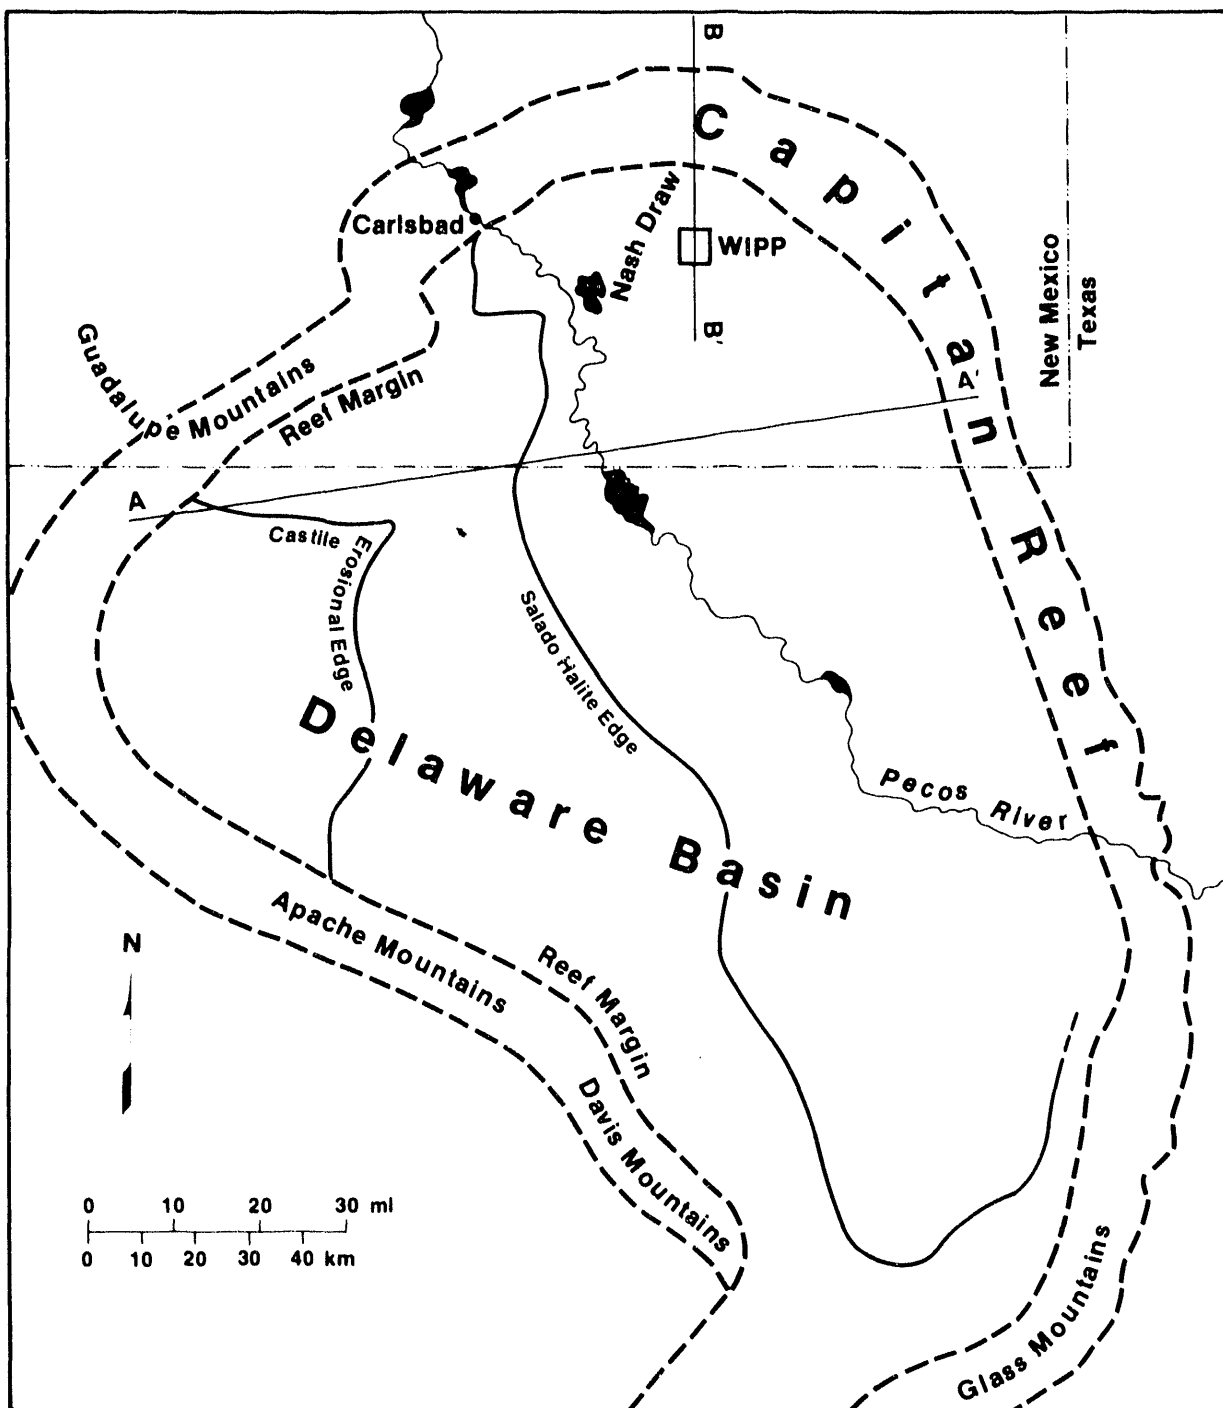 B
Capitan Reef
Carlsbad
Nash Draw
WIPP
B'
New Mexico
Texas
Guadalupe Mountains
Reef Margin
A'
A
Castile
Erosional Edge
Salado Halite Edge
Delaware Basin
Pecos River
Apache Mountains
Reef Margin
N
Davis Mountains
0 10 20 30 mi
0 10 20 30 40 km
Glass Mountains